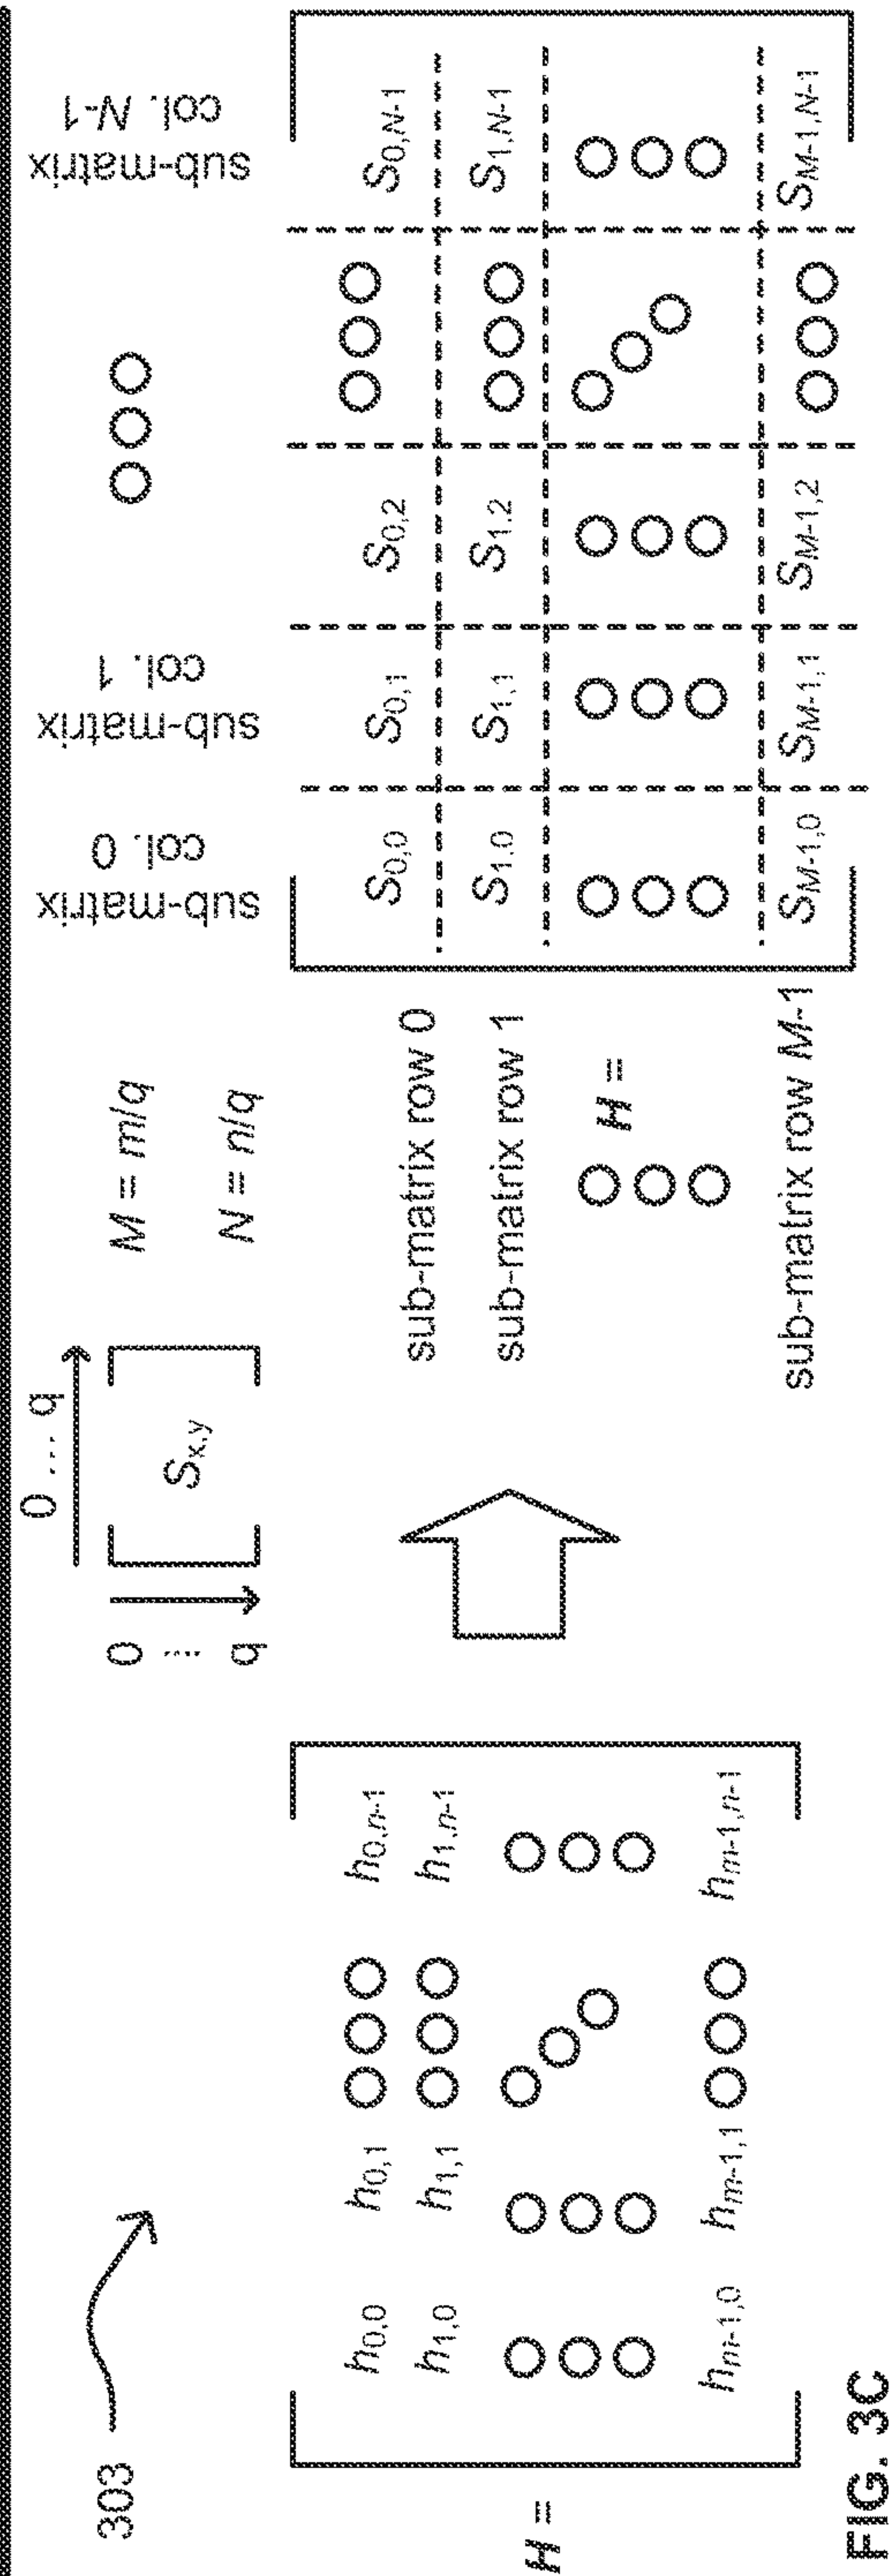 303
H =
h0,0 h0,1 h0,n-1
h1,0 h1,1 h1,n-1
hm-1,0 hm-1,1 hm-1,n-1
0 ... q
0
⋮
q
Sx,y
M = m/q
N = n/q
sub-matrix
col. 0
sub-matrix
col. 1
sub-matrix
col. N-1
sub-matrix row 0
sub-matrix row 1
H =
sub-matrix row M-1
S0,0 S0,1 S0,2 S0,N-1
S1,0 S1,1 S1,2 S1,N-1
SM-1,0 SM-1,1 SM-1,2 SM-1,N-1
FIG. 3C